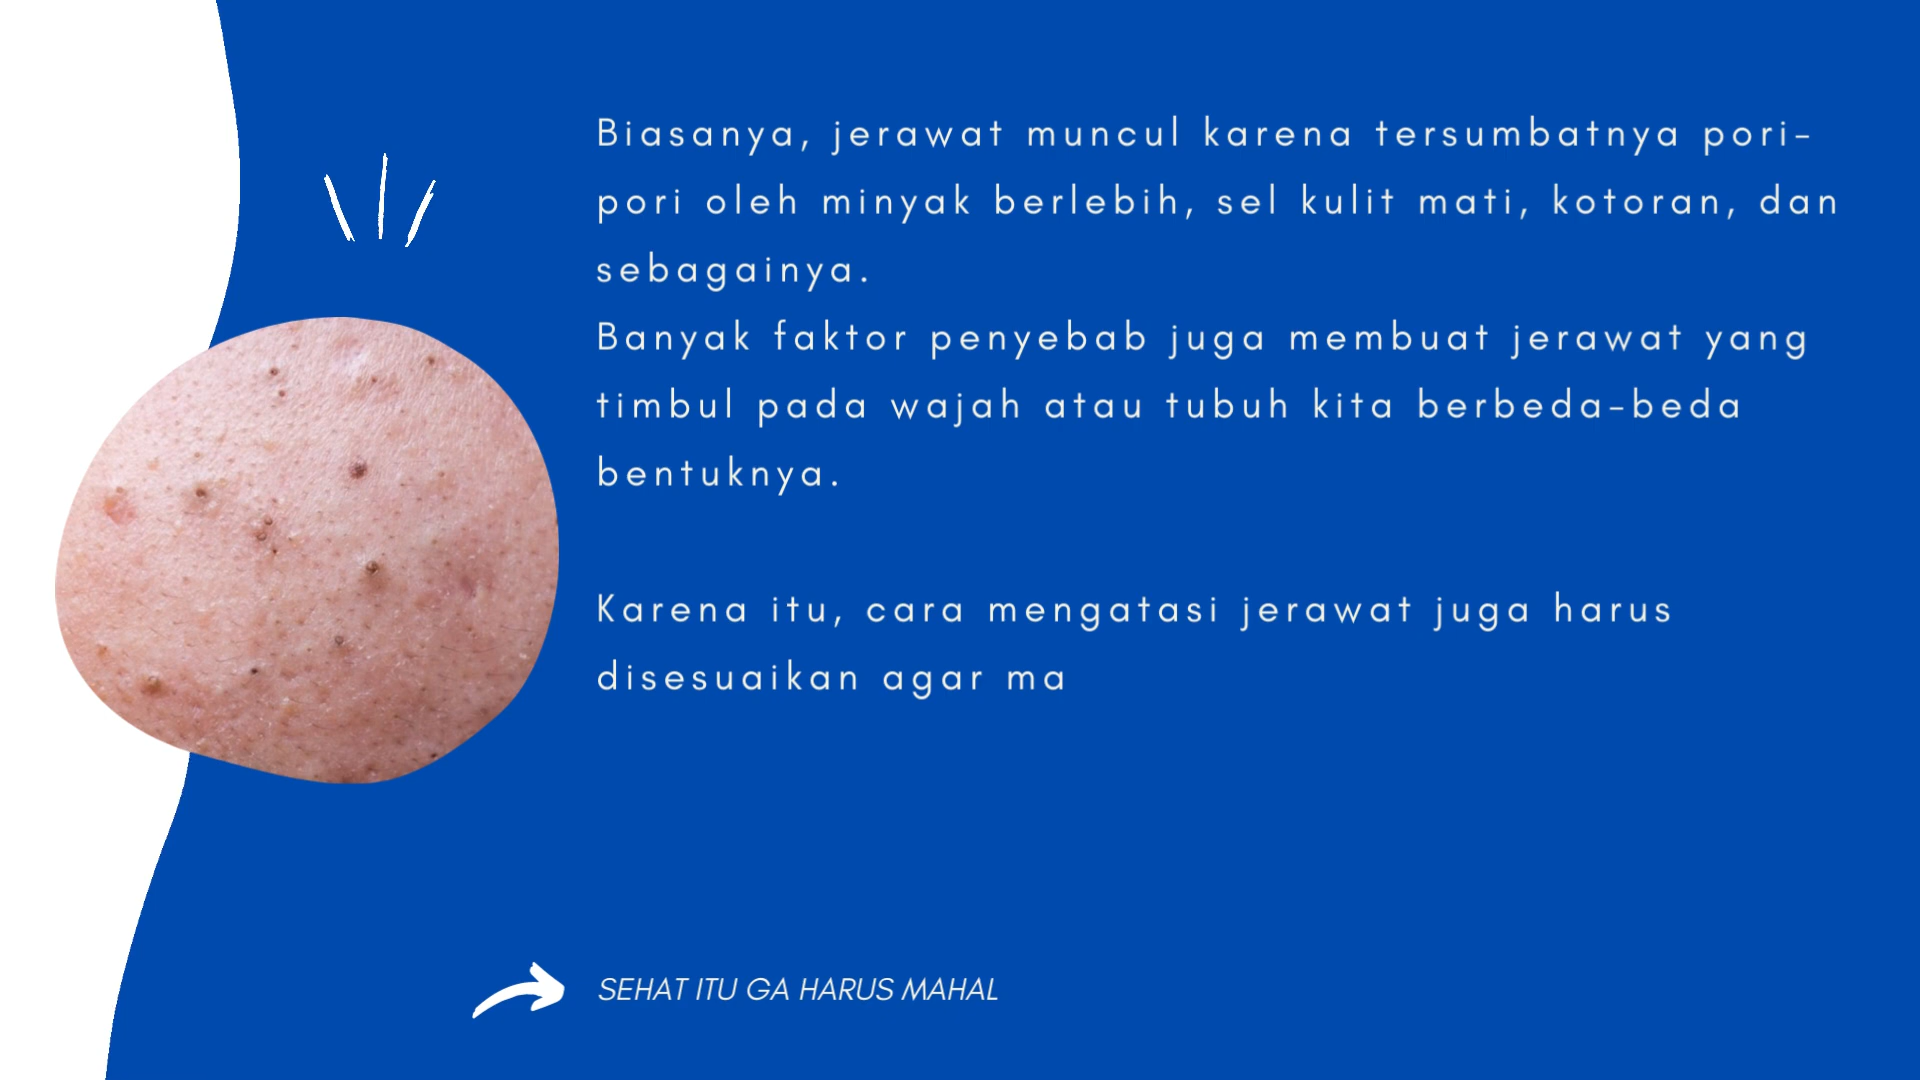 Biasanya, jerawat muncul karena tersumbatnya pori-
pori oleh minyak berlebih, sel kulit mati, kotoran, dan
sebagainya.
Banyak faktor penyebab juga membuat jerawat yang
timbul pada wajah atau tubuh kita berbeda-beda
bentuknya.
Karena itu, cara mengatasi jerawat juga harus
disesuaikan agar ma
SEHAT ITU GA HARUS MAHAL